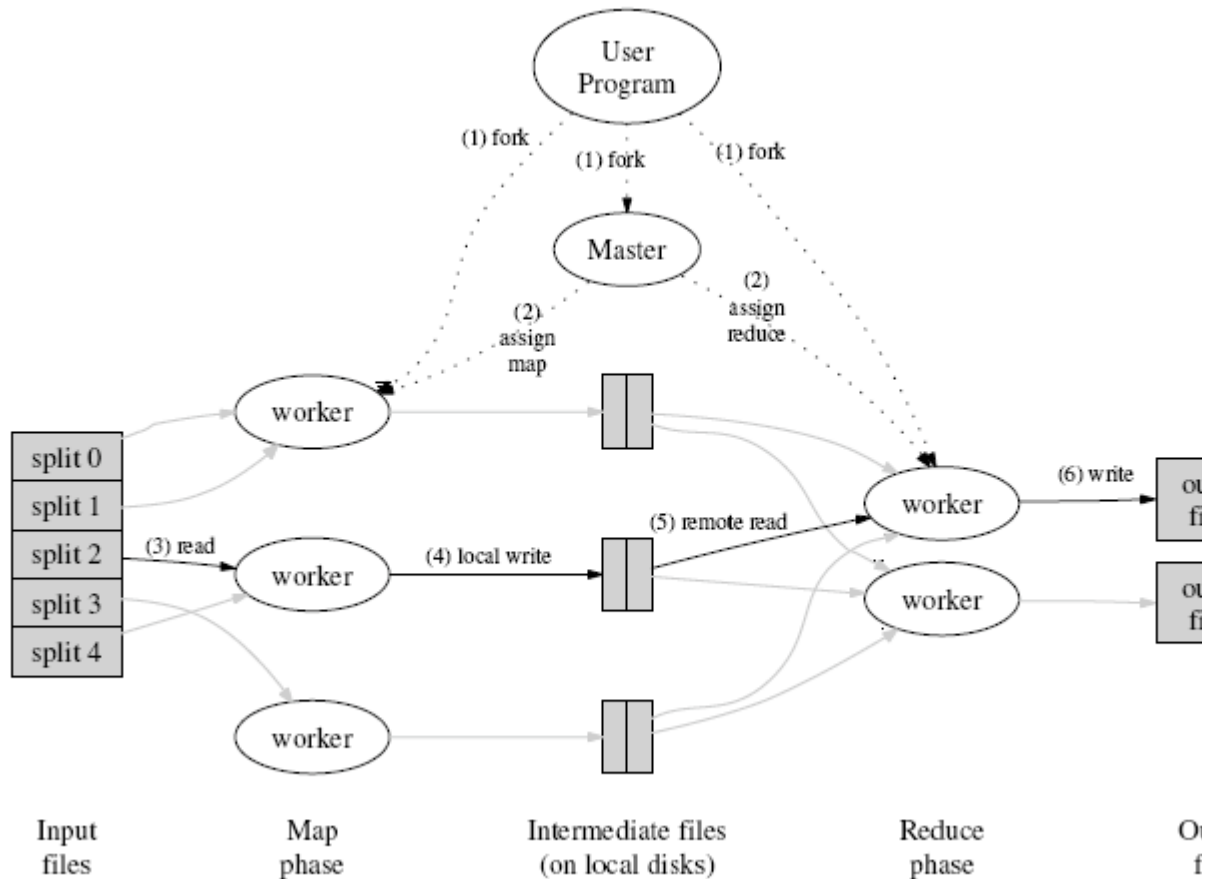 User
Program
(1) fork
(1) fork
(1) fork
Master
(2)
assign
map
(2)
assign
reduce
worker
split 0
split 1
split 2
split 3
split 4
(3) read
worker
(4) local write
(5) remote read
worker
(6) write
worker
worker
Input
files
Map
phase
Intermediate files
(on local disks)
Reduce
phase